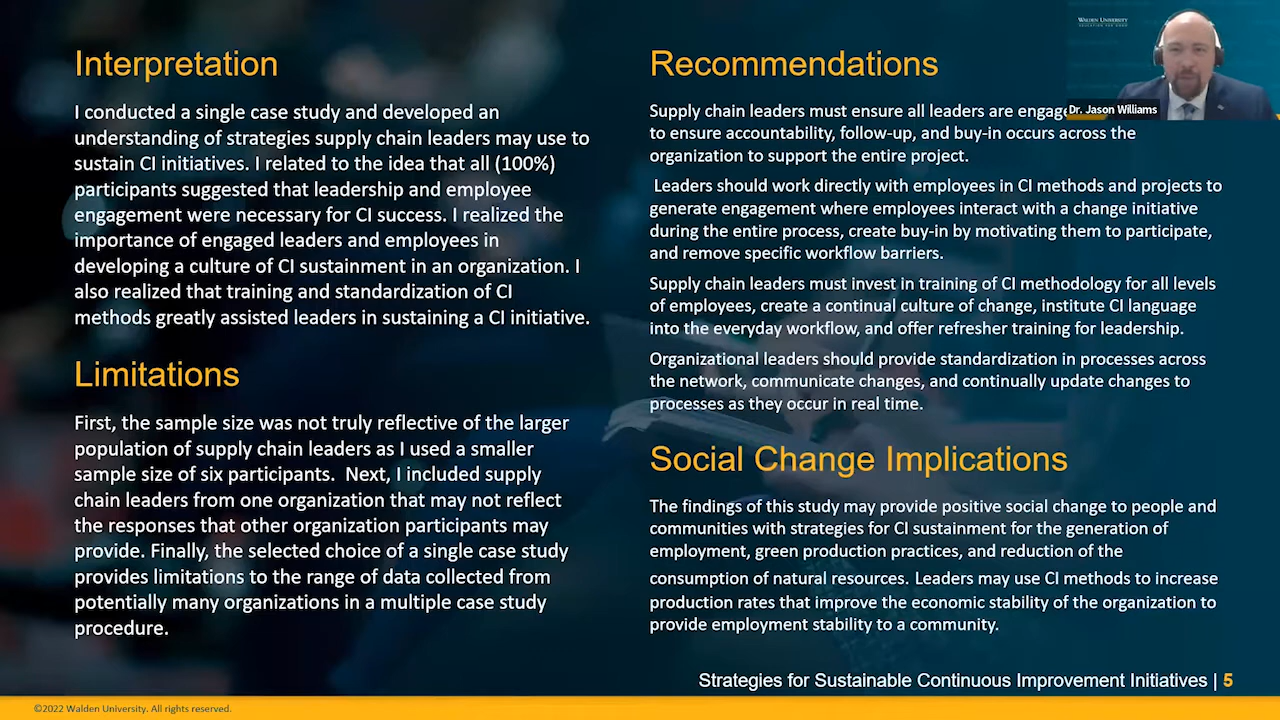 WALDEN UNIVERSITY
Interpretation
I conducted a single case study and developed an
understanding of strategies supply chain leaders may use to
sustain CI initiatives. I related to the idea that all (100%)
participants suggested that leadership and employee
engagement were necessary for CI success. I realized the
importance of engaged leaders and employees in
developing a culture of CI sustainment in an organization. I
also realized that training and standardization of CI
methods greatly assisted leaders in sustaining a CI initiative.
Limitations
First, the sample size was not truly reflective of the larger
population of supply chain leaders as I used a smaller
sample size of six participants.  Next, I included supply
chain leaders from one organization that may not reflect
the responses that other organization participants may
provide. Finally, the selected choice of a single case study
provides limitations to the range of data collected from
potentially many organizations in a multiple case study
procedure.
Recommendations
Supply chain leaders must ensure all leaders are engage
to ensure accountability, follow-up, and buy-in occurs across the
organization to support the entire project.
Leaders should work directly with employees in CI methods and projects to
generate engagement where employees interact with a change initiative
during the entire process, create buy-in by motivating them to participate,
and remove specific workflow barriers.
Supply chain leaders must invest in training of CI methodology for all levels
of employees, create a continual culture of change, institute CI language
into the everyday workflow, and offer refresher training for leadership.
Organizational leaders should provide standardization in processes across
the network, communicate changes, and continually update changes to
processes as they occur in real time.
Social Change Implications
The findings of this study may provide positive social change to people and
communities with strategies for CI sustainment for the generation of
employment, green production practices, and reduction of the
consumption of natural resources. Leaders may use CI methods to increase
production rates that improve the economic stability of the organization to
provide employment stability to a community.
Dr. Jason Williams
Strategies for Sustainable Continuous Improvement Initiatives | 5
©2022 Walden University. All rights reserved.